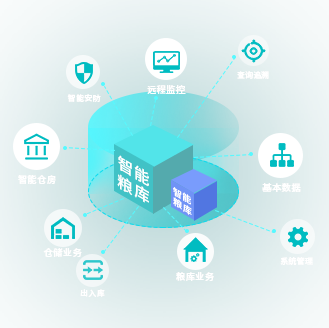 远程监控
查询追溯
智能安防
智能仓房
基本数据
智能
粮库
智能
粮库
仓储业务
系统管理
粮库业务
出入库